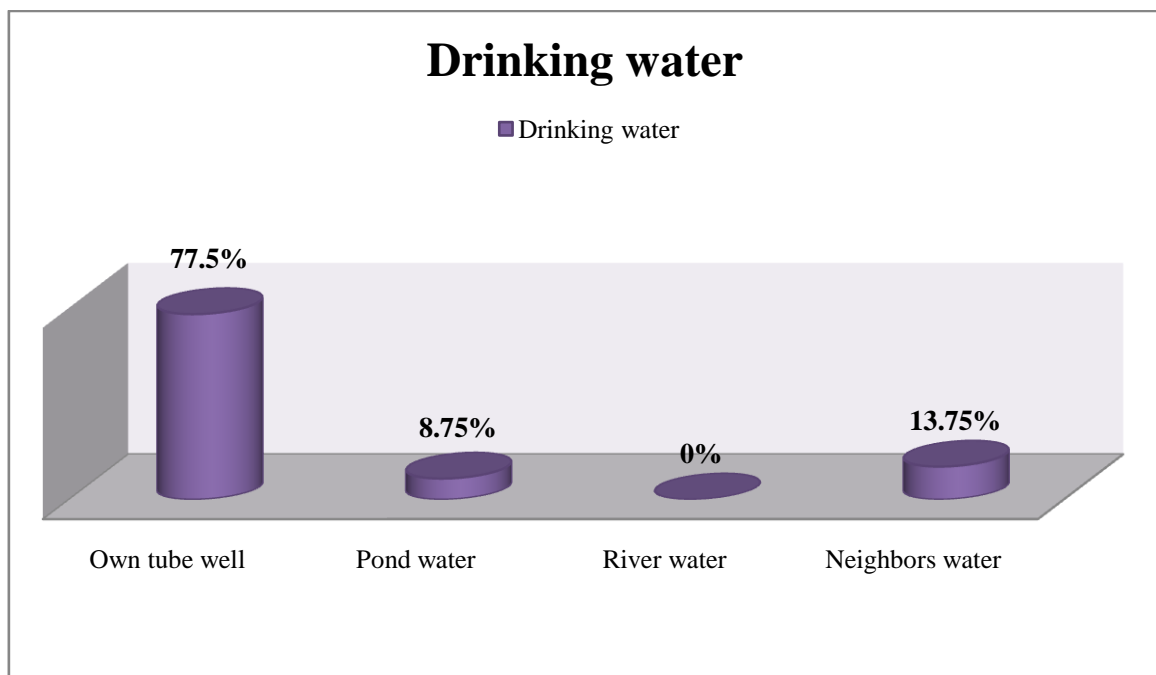 Drinking water
Drinking water
77.5%
8.75%
0%
13.75%
Own tube well
Pond water
River water
Neighbors water